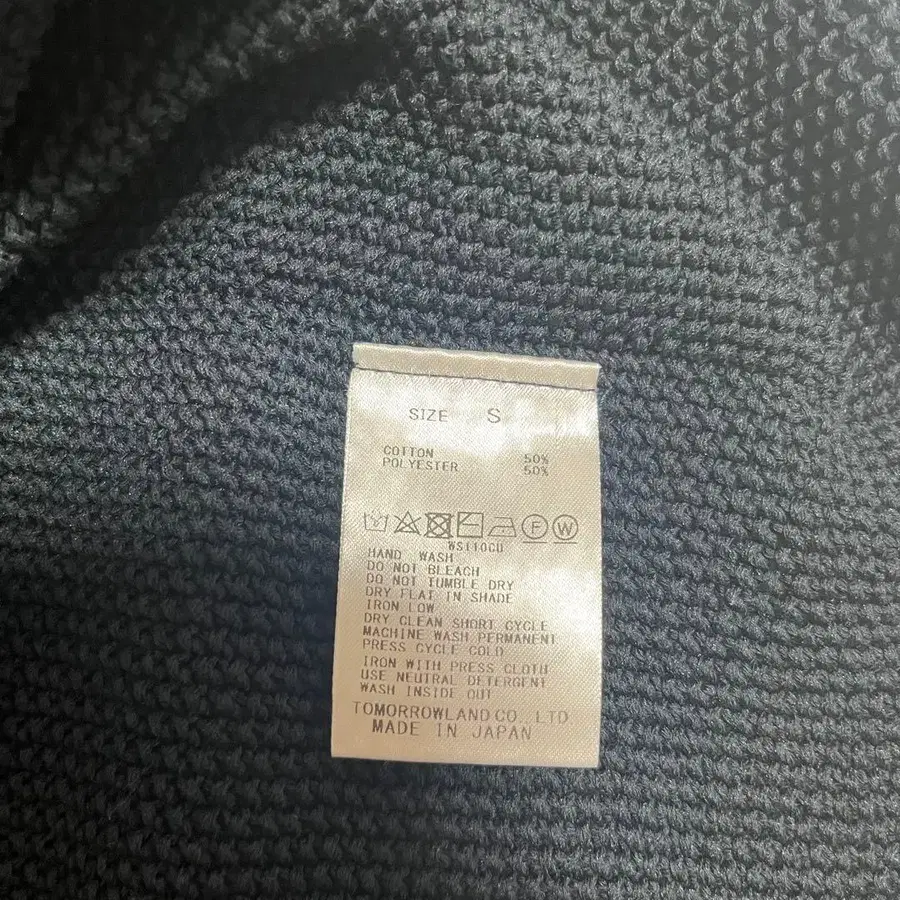 SIZE S
COTTON 50%
POLYESTER 50%
F W
WS110CU
HAND WASH
DO NOT BLEACH
DO NOT TUMBLE DRY
DRY FLAT IN SHADE
IRON LOW
DRY CLEAN SHORT CYCLE
MACHINE WASH PERMANENT
PRESS CYCLE COLD
IRON WITH PRESS CLOTH
USE NEUTRAL DETERGENT
WASH INSIDE OUT
TOMORROWLAND CO., LTD
MADE IN JAPAN